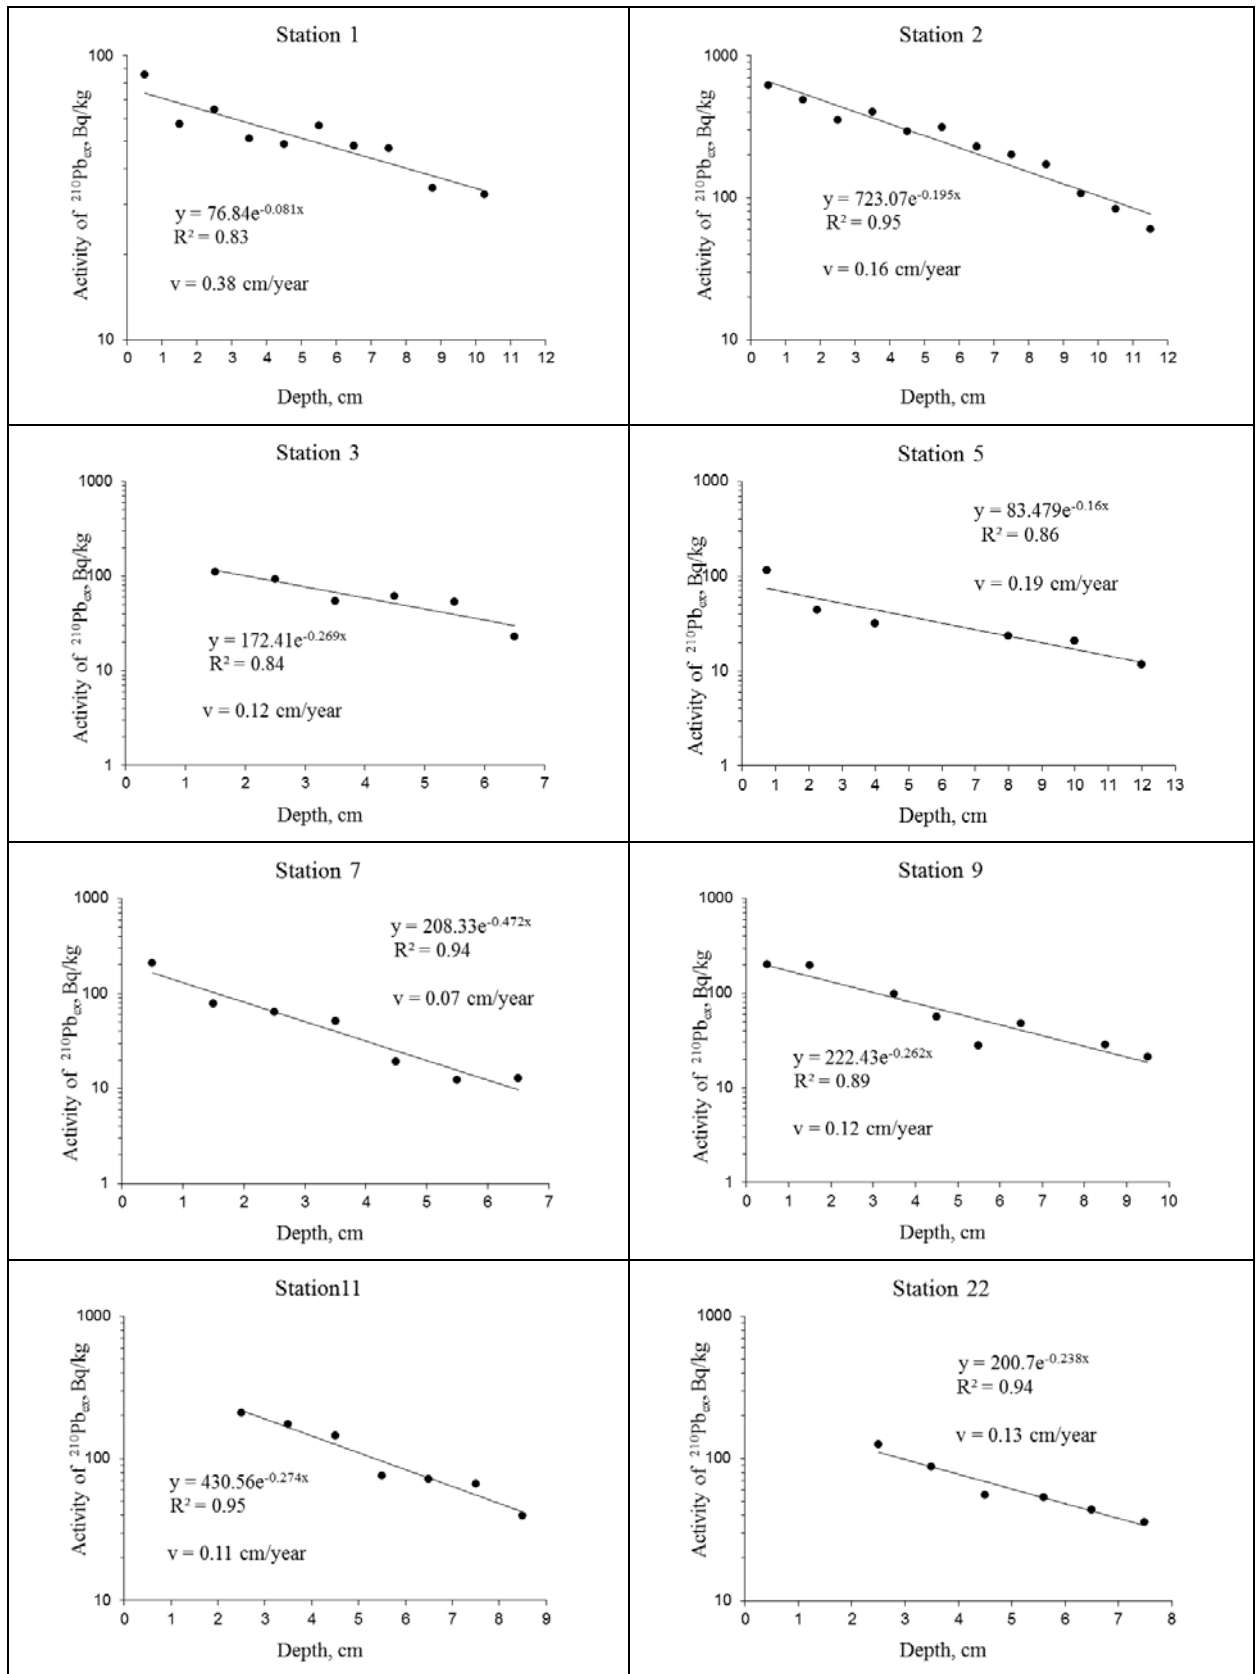 Station 1
Activity of ²¹⁰Pbₑₓ, Bq/kg
100
10
y = 76.84e^-0.081x
R² = 0.83
v = 0.38 cm/year
0 1 2 3 4 5 6 7 8 9 10 11 12
Depth, cm
Station 2
Activity of ²¹⁰Pbₑₓ, Bq/kg
1000
100
10
y = 723.07e^-0.195x
R² = 0.95
v = 0.16 cm/year
0 1 2 3 4 5 6 7 8 9 10 11 12
Depth, cm
Station 3
Activity of ²¹⁰Pbₑₓ, Bq/kg
1000
100
10
1
y = 172.41e^-0.269x
R² = 0.84
v = 0.12 cm/year
0 1 2 3 4 5 6 7
Depth, cm
Station 5
Activity of ²¹⁰Pbₑₓ, Bq/kg
1000
100
10
1
y = 83.479e^-0.16x
R² = 0.86
v = 0.19 cm/year
0 1 2 3 4 5 6 7 8 9 10 11 12 13
Depth, cm
Station 7
Activity of ²¹⁰Pbₑₓ, Bq/kg
1000
100
10
1
y = 208.33e^-0.472x
R² = 0.94
v = 0.07 cm/year
0 1 2 3 4 5 6 7
Depth, cm
Station 9
Activity of ²¹⁰Pbₑₓ, Bq/kg
1000
100
10
1
y = 222.43e^-0.262x
R² = 0.89
v = 0.12 cm/year
0 1 2 3 4 5 6 7 8 9 10
Depth, cm
Station11
Activity of ²¹⁰Pbₑₓ, Bq/kg
1000
100
10
y = 430.56e^-0.274x
R² = 0.95
v = 0.11 cm/year
0 1 2 3 4 5 6 7 8 9
Depth, cm
Station 22
Activity of ²¹⁰Pbₑₓ, Bq/kg
1000
100
10
y = 200.7e^-0.238x
R² = 0.94
v = 0.13 cm/year
0 1 2 3 4 5 6 7 8
Depth, cm